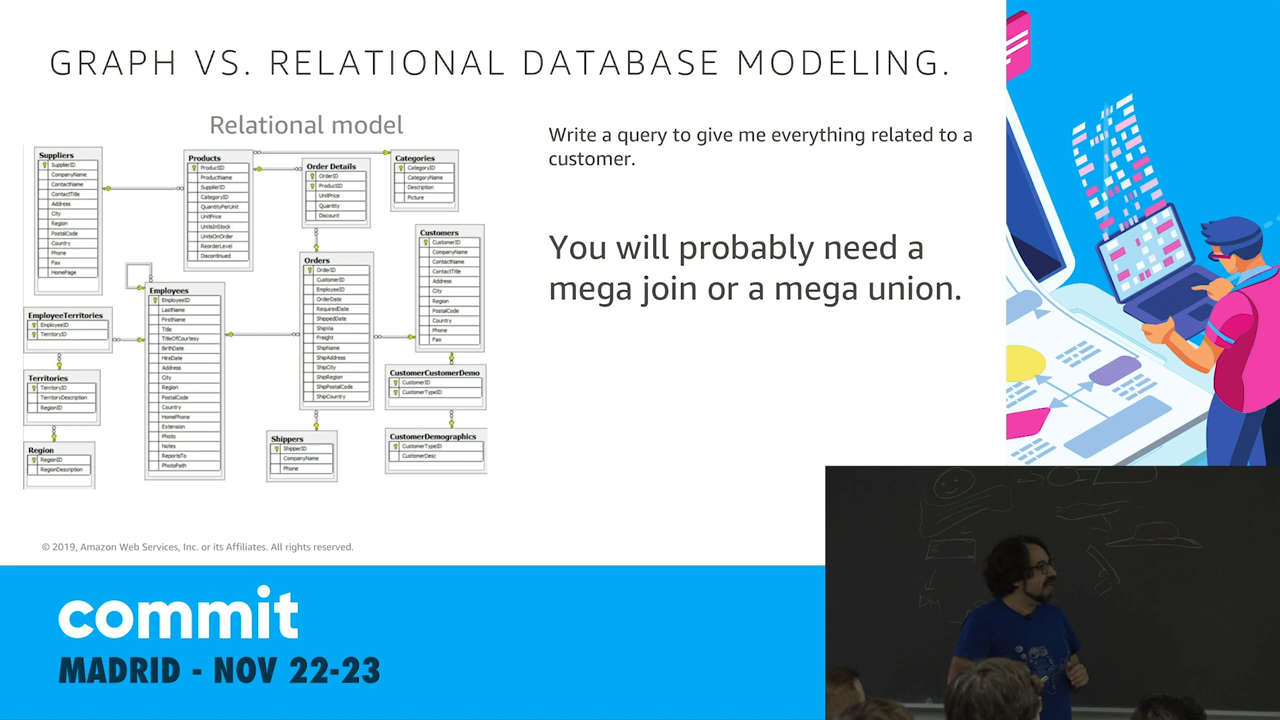 GRAPH VS. RELATIONAL DATABASE MODELING.
Relational model
Write a query to give me everything related to a
customer.
You will probably need a
mega join or a mega union.
Suppliers
SupplierID
CompanyName
ContactName
ContactTitle
Address
City
Region
PostalCode
Country
Phone
Fax
HomePage
Products
ProductID
ProductName
SupplierID
CategoryID
QuantityPerUnit
UnitPrice
UnitsInStock
UnitsOnOrder
ReorderLevel
Discontinued
Order Details
OrderID
ProductID
UnitPrice
Quantity
Discount
Categories
CategoryID
CategoryName
Description
Picture
Customers
CustomerID
CompanyName
ContactName
ContactTitle
Address
City
Region
PostalCode
Country
Phone
Fax
Orders
OrderID
CustomerID
EmployeeID
OrderDate
RequiredDate
ShippedDate
ShipVia
Freight
ShipName
ShipAddress
ShipCity
ShipRegion
ShipPostalCode
ShipCountry
Employees
EmployeeID
LastName
FirstName
Title
TitleOfCourtesy
BirthDate
HireDate
Address
City
Region
PostalCode
Country
HomePhone
Extension
Photo
Notes
ReportsTo
PhotoPath
EmployeeTerritories
EmployeeID
TerritoryID
Territories
TerritoryID
TerritoryDescription
RegionID
Region
RegionID
RegionDescription
Shippers
ShipperID
CompanyName
Phone
CustomerCustomerDemo
CustomerID
CustomerTypeID
CustomerDemographics
CustomerTypeID
CustomerDesc
© 2019, Amazon Web Services, Inc. or its Affiliates. All rights reserved.
commit
MADRID - NOV 22-23